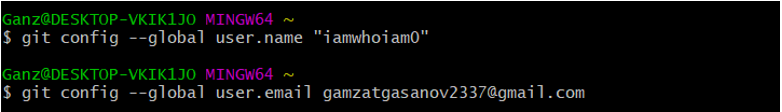 Ganz@DESKTOP-VKIK1JO MINGW64 ~
$ git config --global user.name "iamwhoiam0"
Ganz@DESKTOP-VKIK1JO MINGW64 ~
$ git config --global user.email gamzatgasanov2337@gmail.com